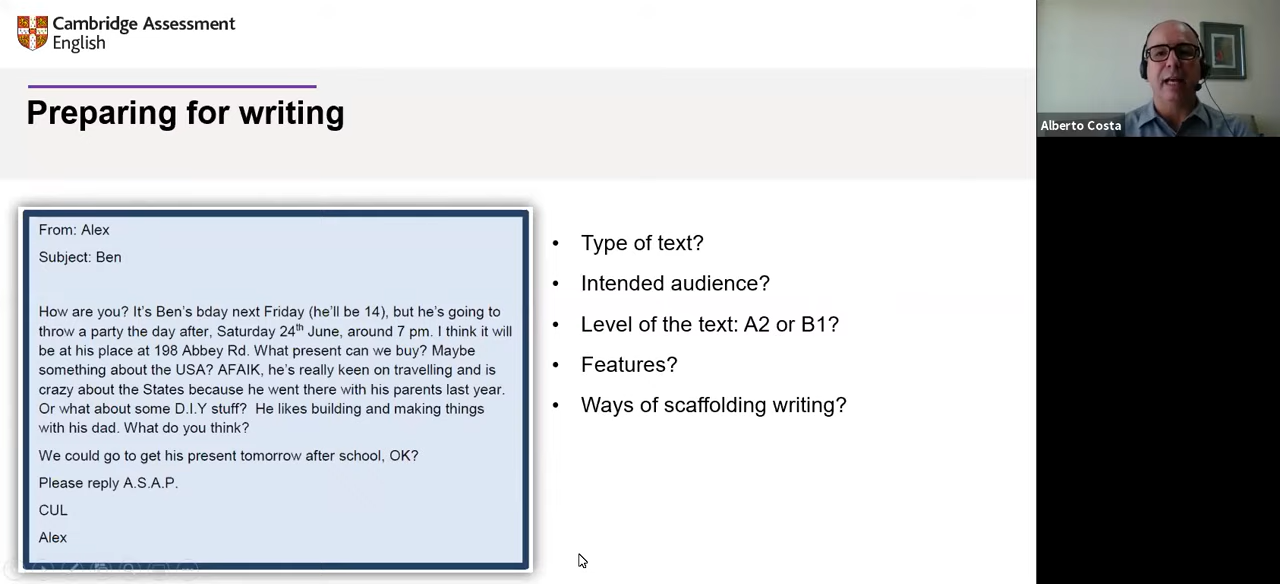 Cambridge Assessment
English
Preparing for writing
Alberto Costa
From: Alex
Subject: Ben
How are you? It's Ben's bday next Friday (he'll be 14), but he's going to
throw a party the day after, Saturday 24th June, around 7 pm. I think it will
be at his place at 198 Abbey Rd. What present can we buy? Maybe
something about the USA? AFAIK, he's really keen on travelling and is
crazy about the States because he went there with his parents last year.
Or what about some D.I.Y stuff?  He likes building and making things
with his dad. What do you think?
We could go to get his present tomorrow after school, OK?
Please reply A.S.A.P.
CUL
Alex
• Type of text?
• Intended audience?
• Level of the text: A2 or B1?
• Features?
• Ways of scaffolding writing?